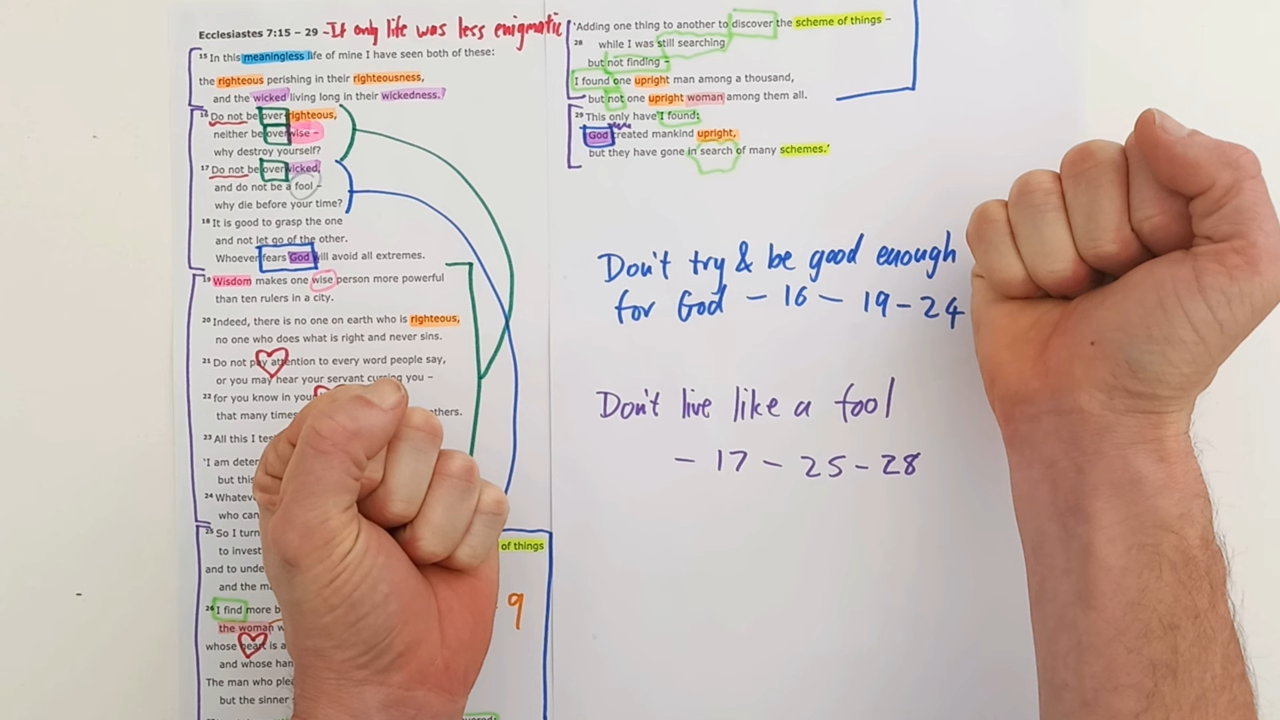 Ecclesiastes 7:15 – 29 - If only life was less enigmatic
15 In this meaningless life of mine I have seen both of these:
the righteous perishing in their righteousness,
and the wicked living long in their wickedness.
16 Do not be over righteous,
neither be over wise –
why destroy yourself?
17 Do not be over wicked,
and do not be a fool –
why die before your time?
18 It is good to grasp the one
and not let go of the other.
Whoever fears God will avoid all extremes.
19 Wisdom makes one wise person more powerful
than ten rulers in a city.
20 Indeed, there is no one on earth who is righteous,
no one who does what is right and never sins.
21 Do not pay attention to every word people say,
or you may hear your servant cursing you –
22 for you know in
that many times others.
23 All this I
'I am
but
24
who
25 So I turn
to
of things
and to
and the
26 I find more
9
the woman
whose heart is a
and whose
The man who
but the sinner
'Adding one thing to another to discover the scheme of things –
28 while I was still searching
but not finding –
I found one upright man among a thousand,
but not one upright woman among them all.
29 This only have I found:
God created mankind upright,
but they have gone in search of many schemes.'
Don't try & be good enough
for God - 16 - 19 - 24
Don't live like a fool
- 17 - 25 - 28